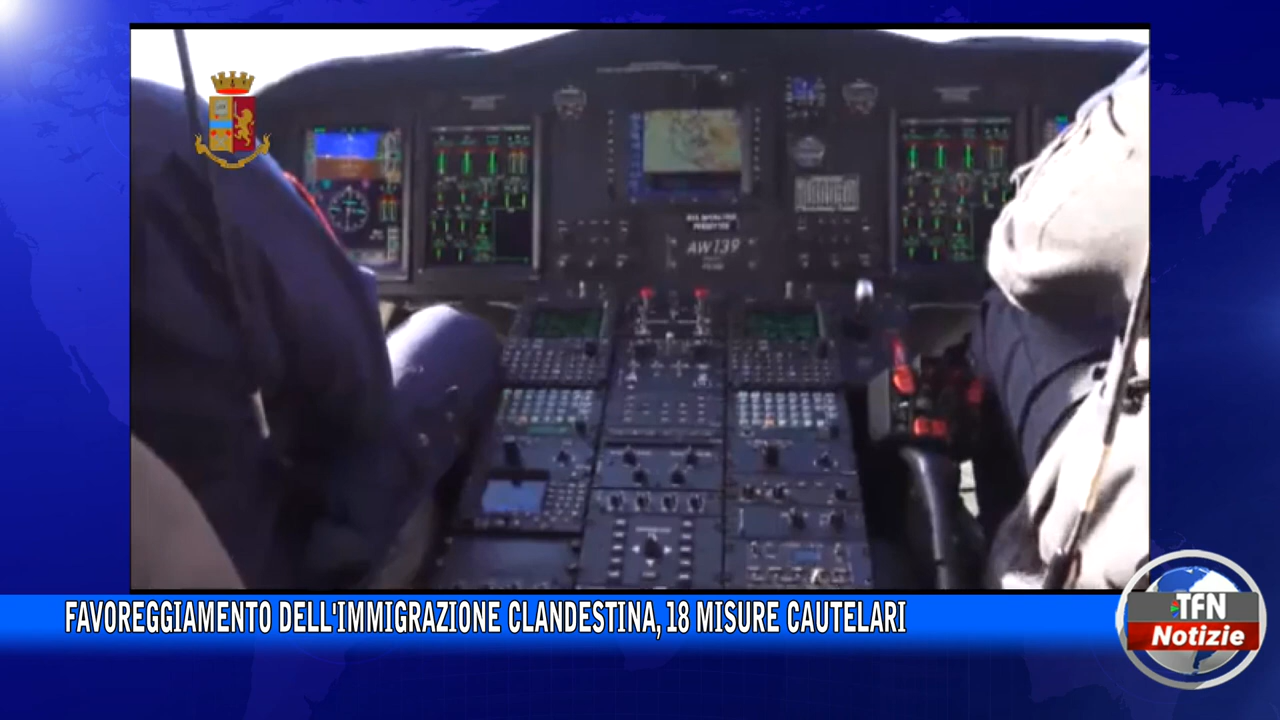 AW139
FAVOREGGIAMENTO DELL'IMMIGRAZIONE CLANDESTINA, 18 MISURE CAUTELARI
TFN
Notizie